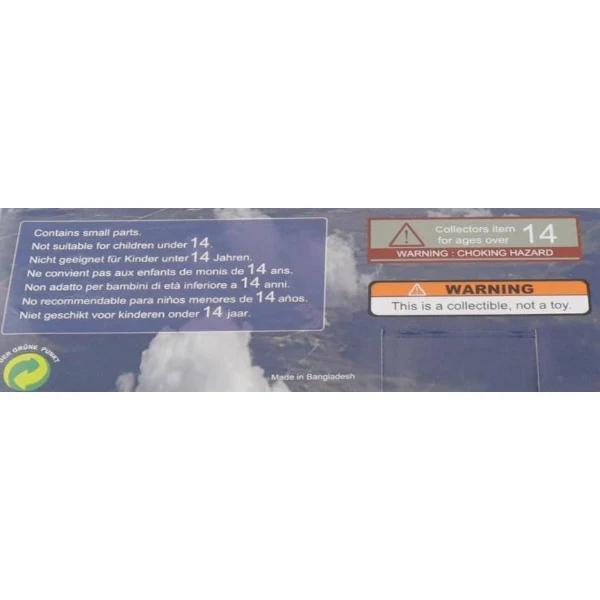 Contains small parts.
Not suitable for children under 14.
Nicht geeignet für Kinder unter 14 Jahren.
Ne convient pas aux enfants de monis de 14 ans.
Non adatto per bambini di età inferiore a 14 anni.
No recommendable para niños menores de 14 años.
Niet geschikt voor kinderen onder 14 jaar.
DER GRÜNE PUNKT
Made in Bangladesh
Collectors item
for ages over 14
WARNING : CHOKING HAZARD
WARNING
This is a collectible, not a toy.